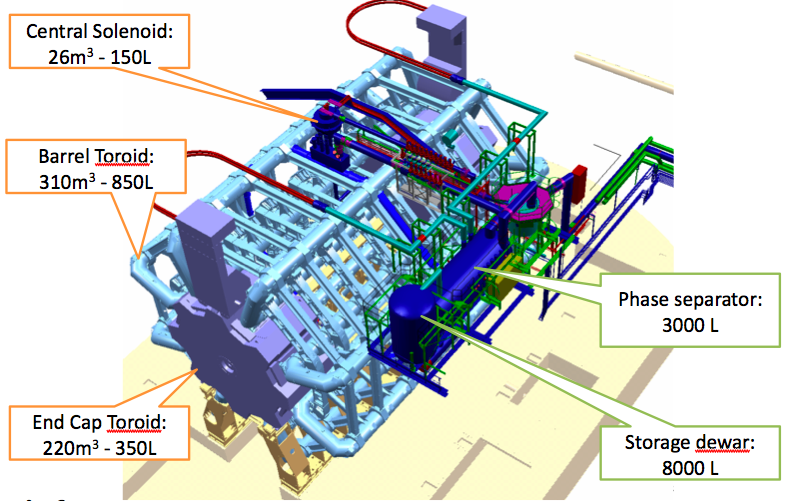 Central Solenoid:
26m³ - 150L
Barrel Toroid:
310m³ - 850L
Phase separator:
3000 L
End Cap Toroid:
220m³ - 350L
Storage dewar:
8000 L